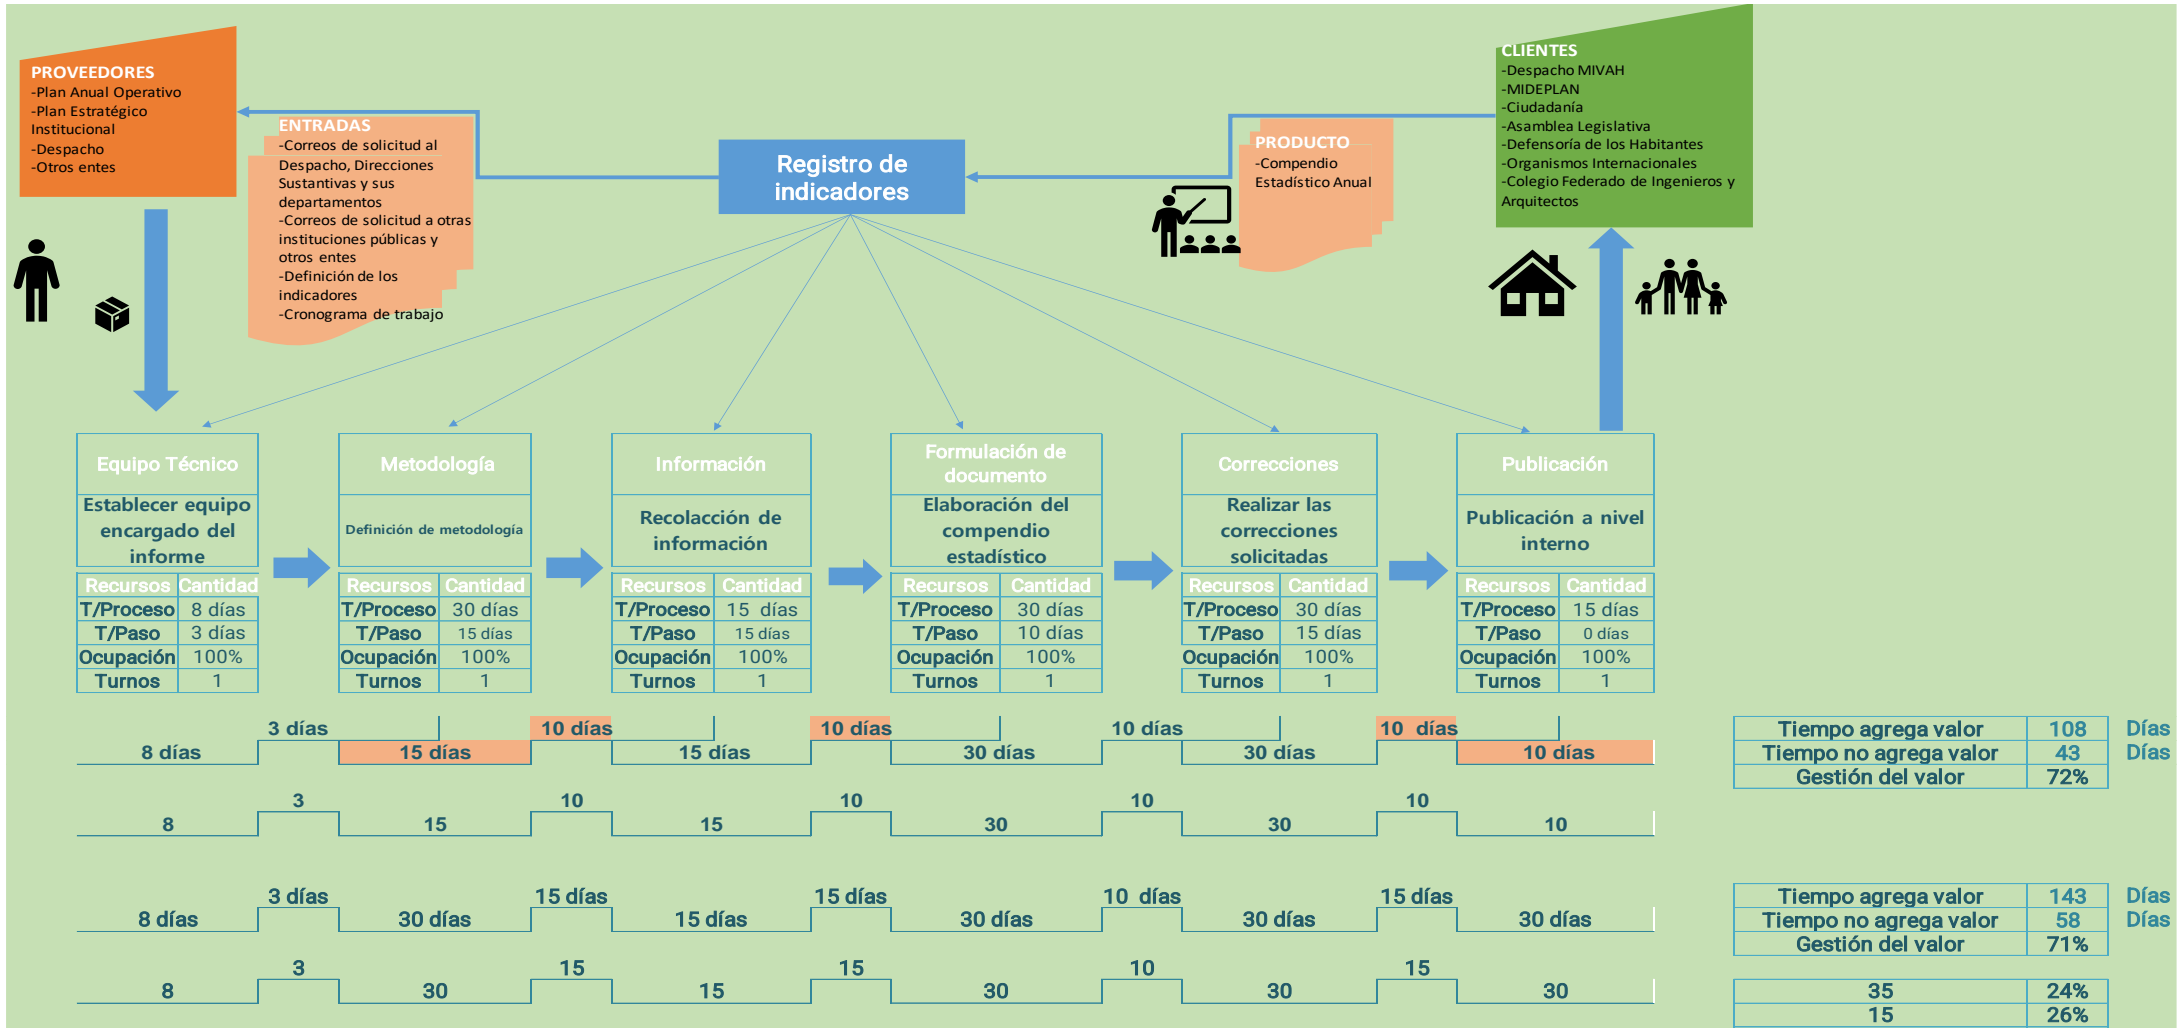 PROVEEDORES
-Plan Anual Operativo
-Plan Estratégico
Institucional
-Despacho
-Otros entes
ENTRADAS
-Correos de solicitud al
Despacho, Direcciones
Sustantivas y sus
departamentos
-Correos de solicitud a otras
instituciones públicas y
otros entes
-Definición de los
indicadores
-Cronograma de trabajo
Registro de
indicadores
PRODUCTO
-Compendio
Estadístico Anual
CLIENTES
-Despacho MIVAH
-MIDEPLAN
-Ciudadanía
-Asamblea Legislativa
-Defensoría de los Habitantes
-Organismos Internacionales
-Colegio Federado de Ingenieros y
Arquitectos
Equipo Técnico
Establecer equipo
encargado del
informe
Recursos Cantidad
T/Proceso 8 días
T/Paso 3 días
Ocupación 100%
Turnos 1
Metodología
Definición de metodología
Recursos Cantidad
T/Proceso 30 días
T/Paso 15 días
Ocupación 100%
Turnos 1
Información
Recolacción de
información
Recursos Cantidad
T/Proceso 15 días
T/Paso 15 días
Ocupación 100%
Turnos 1
Formulación de
documento
Elaboración del
compendio
estadístico
Recursos Cantidad
T/Proceso 30 días
T/Paso 10 días
Ocupación 100%
Turnos 1
Correcciones
Realizar las
correcciones
solicitadas
Recursos Cantidad
T/Proceso 30 días
T/Paso 15 días
Ocupación 100%
Turnos 1
Publicación
Publicación a nivel
interno
Recursos Cantidad
T/Proceso 15 días
T/Paso 0 días
Ocupación 100%
Turnos 1
3 días 10 días 10 días 10 días 10 días
8 días 15 días 15 días 30 días 30 días 10 días
Tiempo agrega valor 108 Días
Tiempo no agrega valor 43 Días
Gestión del valor 72%
3 10 10 10 10
8 15 15 30 30 10
3 días 15 días 15 días 10 días 15 días
8 días 30 días 15 días 30 días 30 días 30 días
Tiempo agrega valor 143 Días
Tiempo no agrega valor 58 Días
Gestión del valor 71%
3 15 15 10 15
8 30 15 30 30 30
35 24%
15 26%